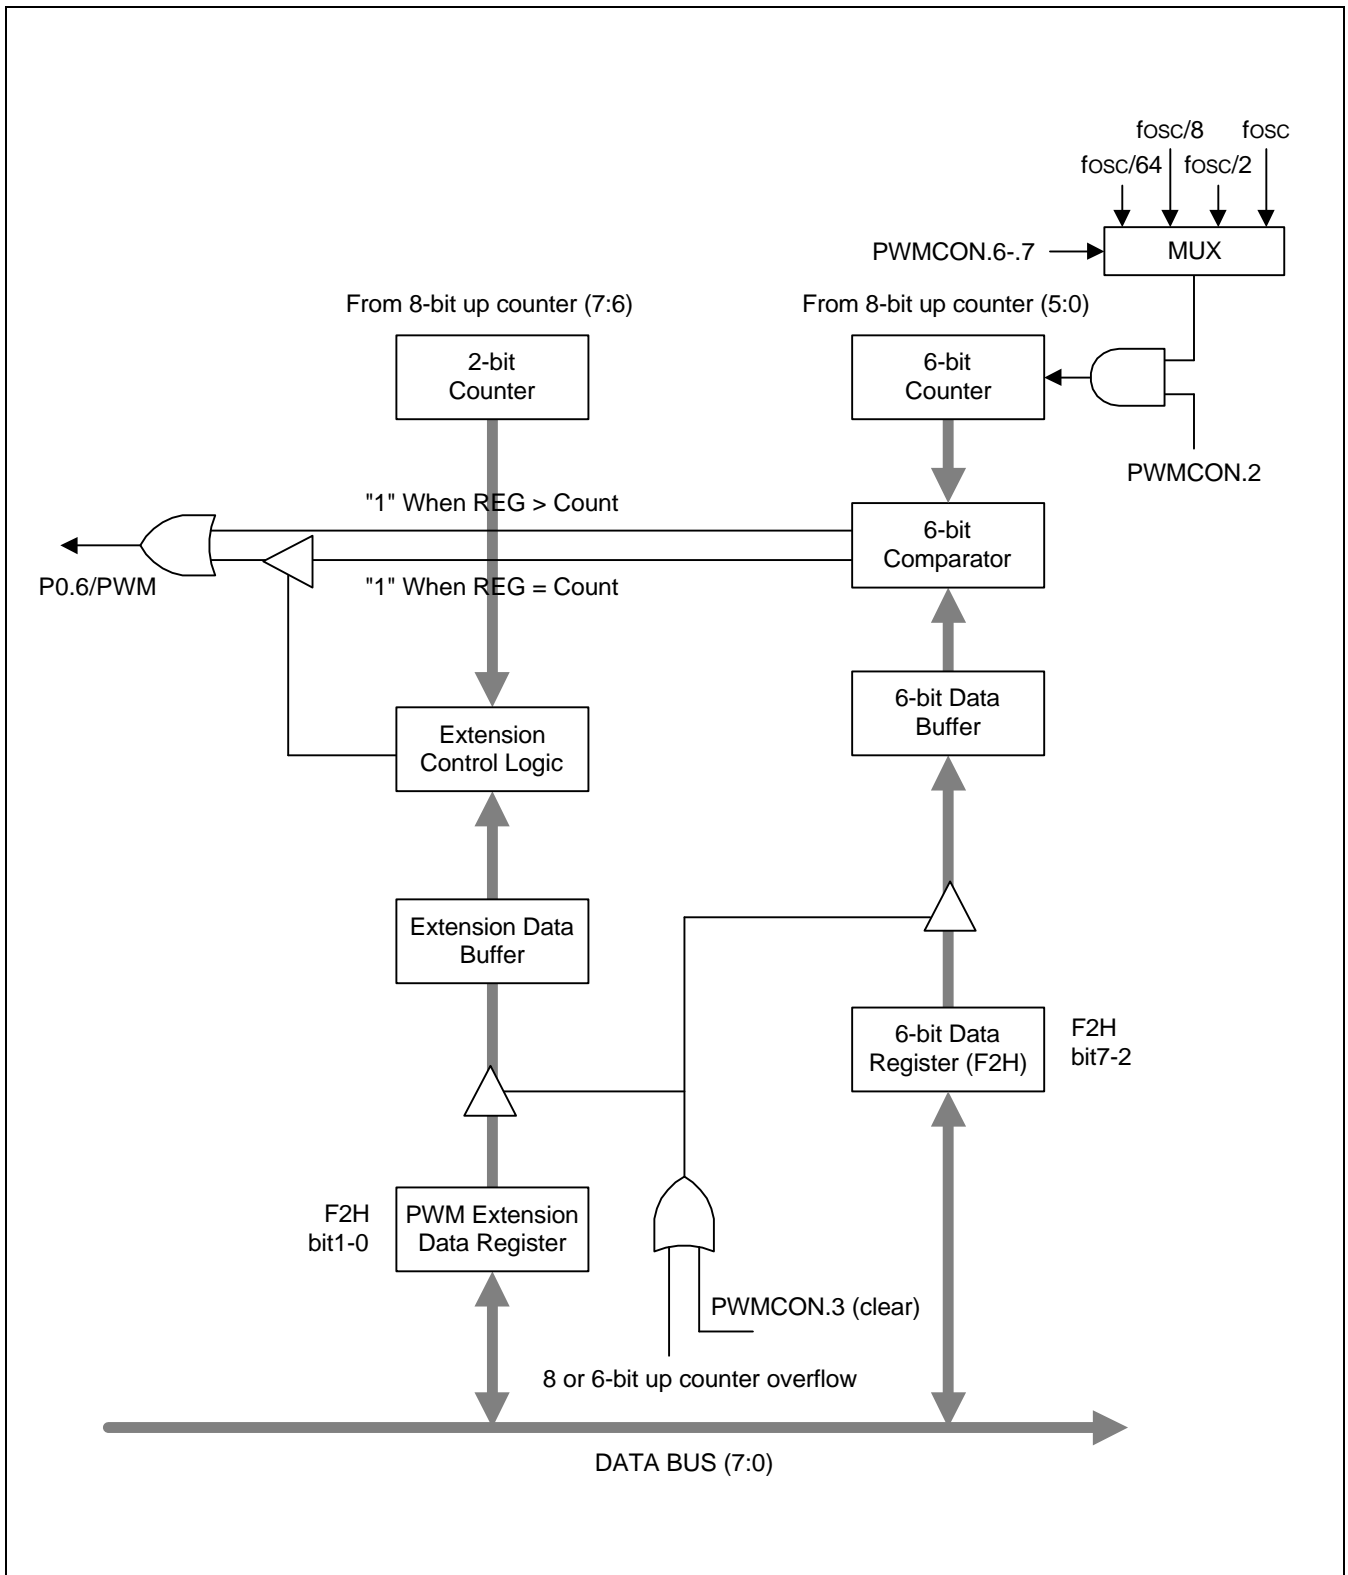 fOSC/8 fOSC
fOSC/64 fOSC/2
PWMCON.6-.7
MUX
From 8-bit up counter (7:6)
From 8-bit up counter (5:0)
2-bit
Counter
6-bit
Counter
PWMCON.2
"1" When REG > Count
6-bit
Comparator
P0.6/PWM
"1" When REG = Count
6-bit Data
Buffer
Extension
Control Logic
Extension Data
Buffer
6-bit Data
Register (F2H)
F2H
bit7-2
F2H
bit1-0
PWM Extension
Data Register
PWMCON.3 (clear)
8 or 6-bit up counter overflow
DATA BUS (7:0)